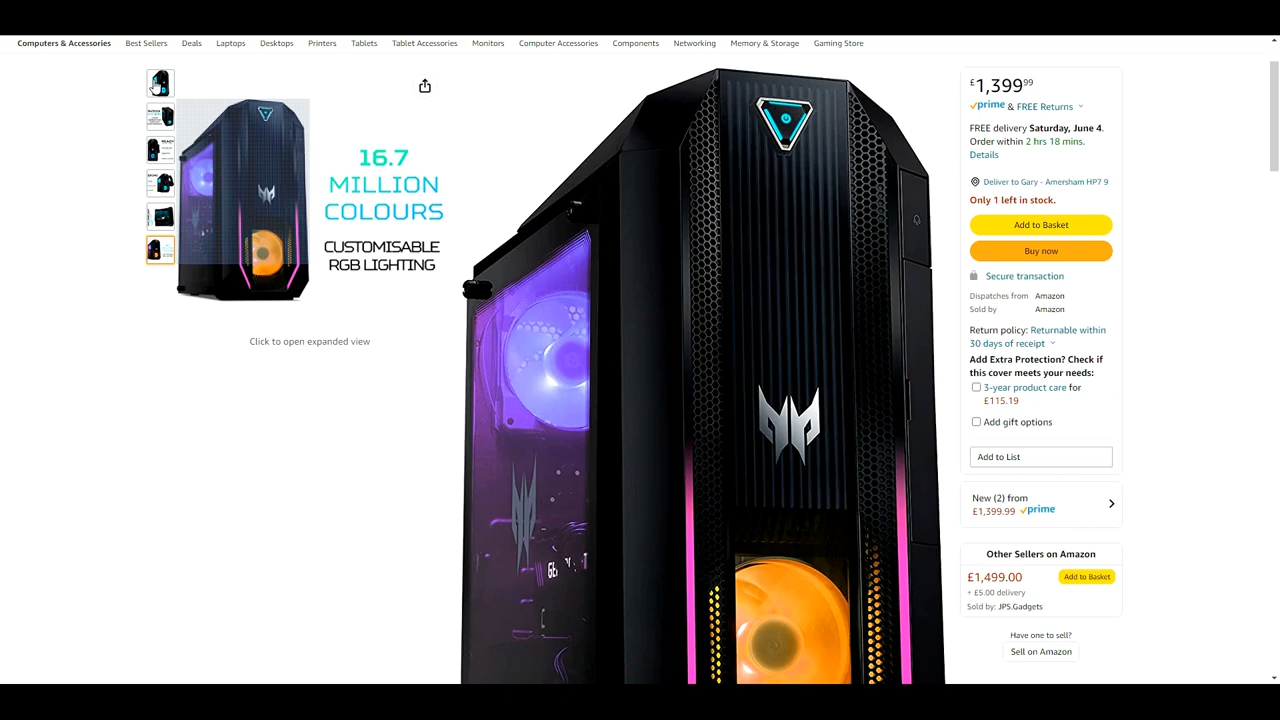 Computers & Accessories Best Sellers Deals Laptops Desktops Printers Tablets Tablet Accessories Monitors Computer Accessories Components Networking Memory & Storage Gaming Store
16.7
MILLION
COLOURS
CUSTOMISABLE
RGB LIGHTING
Click to open expanded view
£1,399⁹⁹
prime & FREE Returns
FREE delivery Saturday, June 4.
Order within 2 hrs 18 mins.
Details
Deliver to Gary - Amersham HP7 9
Only 1 left in stock.
Add to Basket
Buy now
Secure transaction
Dispatches from Amazon
Sold by Amazon
Return policy: Returnable within
30 days of receipt
Add Extra Protection? Check if
this cover meets your needs:
3-year product care for
£115.19
Add gift options
Add to List
New (2) from
£1,399.99 prime
Other Sellers on Amazon
£1,499.00 Add to Basket
+ £5.00 delivery
Sold by: JPS.Gadgets
Have one to sell?
Sell on Amazon